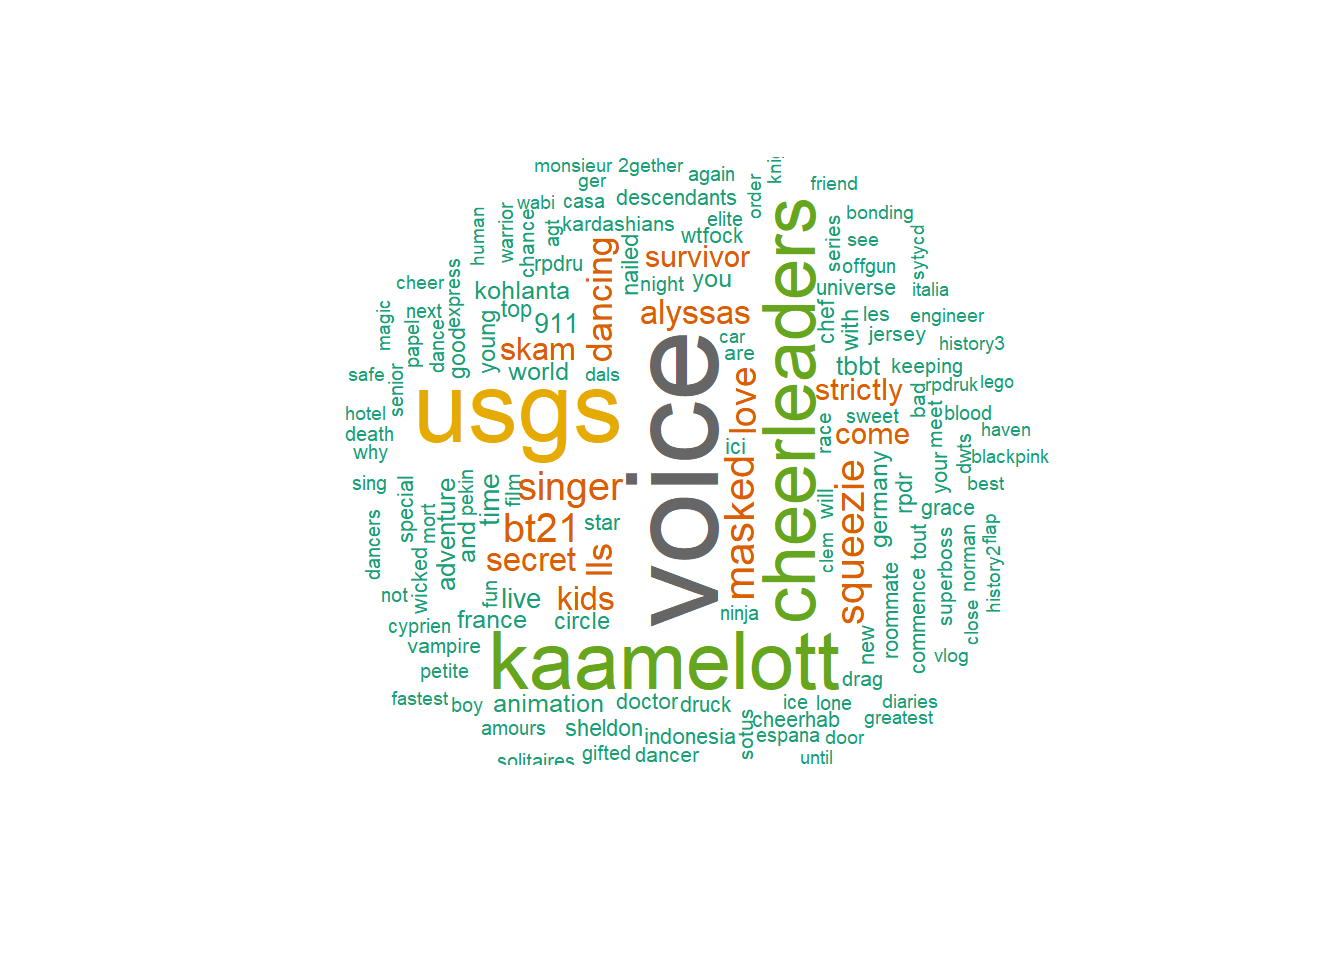 monsieur 2gether
ger
again
kni
friend
wabi
casa
descendants
order
bonding
human
warrior
chance
agt
kardashians
elite
wtfock
series
see
sytycd
cheer
express
rpdru
nailed
survivor
offgun
kohlanta
dancing
night
you
universe
italia
magic
next
top
911
alyssas
chef
with
les
engineer
papel
dance
good
young
skam
car
are
jersey
history3
safe
senior
world
dals
voice
cheerleaders
tbbt
keeping
usgs
love
strictly
bad
rpdruk
lego
hotel
sweet
meet
blood
death
why
ici
race
come
your
dwts
haven
blackpink
sing
special
mort
and
pekin
time
film
singer
masked
squeezie
germany
rpdr
best
dancers
adventure
bt21
star
will
grace
secret
lls
clem
tout
superboss
norman
flap
not
wicked
fun
live
kids
ninja
new
roommate
commence
close
history2
cyprien
france
circle
vampire
kaamelott
vlog
petite
drag
fastest
boy
animation
doctor
druck
ice
lone
diaries
amours
sheldon
indonesia
sotus
cheerhab
greatest
espana
door
solitaires
gifted
dancer
until